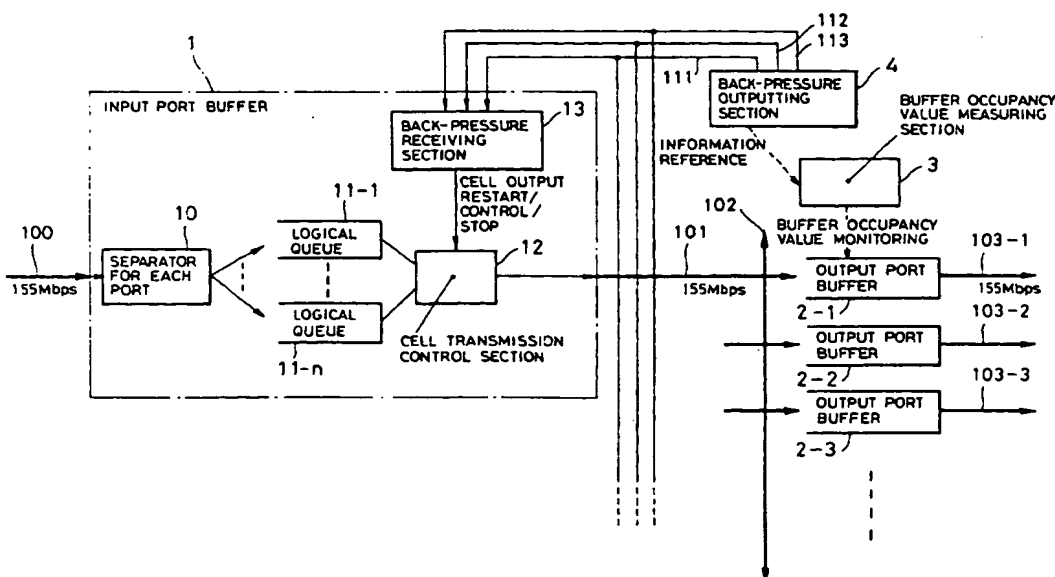 112
113
1
111
4
BACK-PRESSURE
OUTPUTTING
SECTION
BUFFER OCCUPANCY
VALUE MEASURING
SECTION
INPUT PORT BUFFER
13
BACK-PRESSURE
RECEIVING
SECTION
INFORMATION
REFERENCE
3
CELL OUTPUT
RESTART/
CONTROL/
STOP
11-1
LOGICAL
QUEUE
10
100
155Mbps
SEPARATOR
FOR EACH
PORT
12
102
BUFFER OCCUPANCY
VALUE MONITORING
101
155Mbps
OUTPUT PORT
BUFFER
2-1
103-1
155Mbps
LOGICAL
QUEUE
11-n
CELL TRANSMISSION
CONTROL SECTION
OUTPUT PORT
BUFFER
2-2
103-2
OUTPUT PORT
BUFFER
2-3
103-3